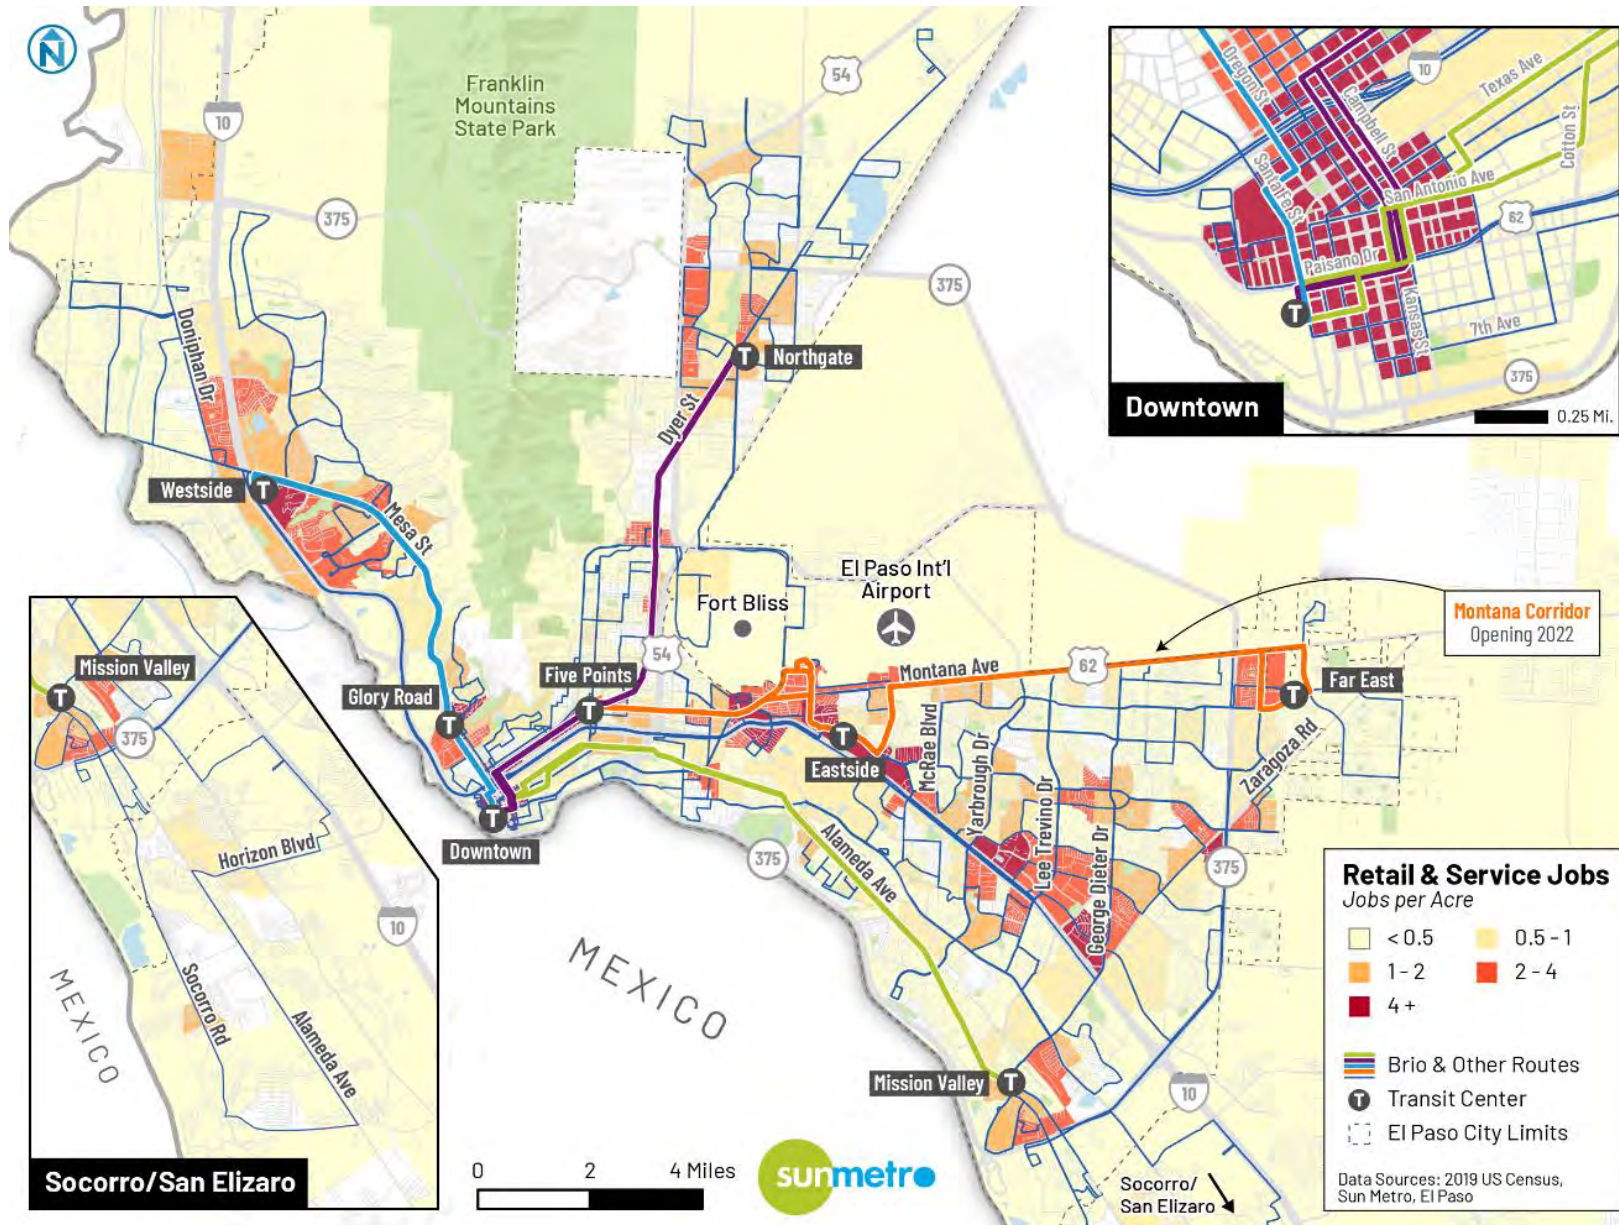 N
Franklin
Mountains
State Park
54
10
375
375
Doniphan Dr
Northgate
Dyer St
Westside
Mesa St
El Paso Int'l
Airport
Fort Bliss
54
Five Points
Glory Road
Montana Ave
62
Montana Corridor
Opening 2022
T
T
T
T
T
T
T
T
Far East
Eastside
McRae Blvd
Yarbrough Dr
Lee Trevino Dr
George Dieter Dr
Zaragoza Rd
Downtown
375
Alameda Ave
375
MEXICO
Mission Valley
10
Socorro/
San Elizaro
Oregon St
10
Texas Ave
Campbell St
Cotton St
Santa Fe St
San Antonio Ave
62
Paisano Dr
Kansas St
T
7th Ave
375
Downtown
0.25 Mi.
Mission Valley
T
375
Horizon Blvd
10
MEXICO
Socorro Rd
Alameda Ave
Socorro/San Elizaro
0 2 4 Miles
sunmetro
Retail & Service Jobs
Jobs per Acre
< 0.5 0.5 - 1
1 - 2 2 - 4
4 +
Brio & Other Routes
T Transit Center
El Paso City Limits
Data Sources: 2019 US Census,
Sun Metro, El Paso